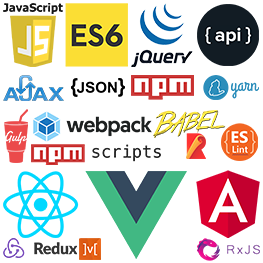 JavaScript
JS
ES6
jQuery
{ api }
AJAX
{JSON}
npm
yarn
Gulp
webpack
BABEL
ES
Lint
npm scripts
A
Redux
M
RxJS